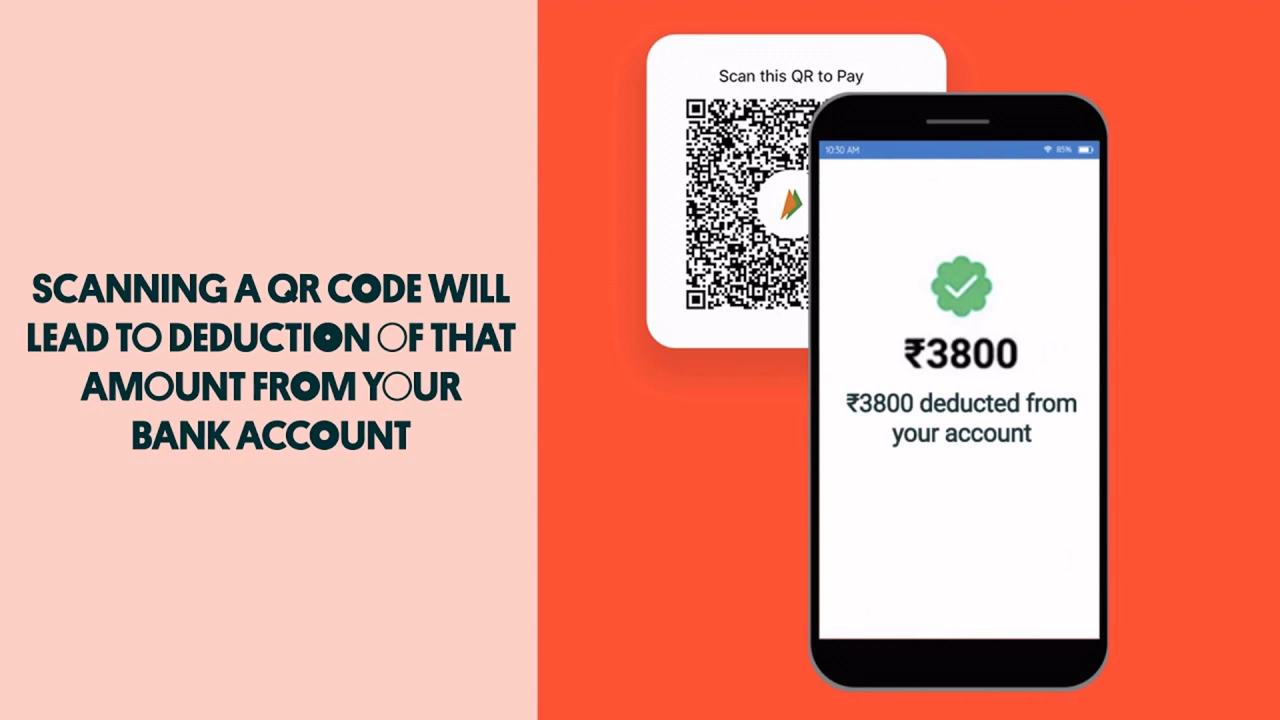 SCANNING A QR CODE WILL
LEAD TO DEDUCTION OF THAT
AMOUNT FROM YOUR
BANK ACCOUNT
Scan this QR to Pay
10:30 AM 85%
₹3800
₹3800 deducted from
your account